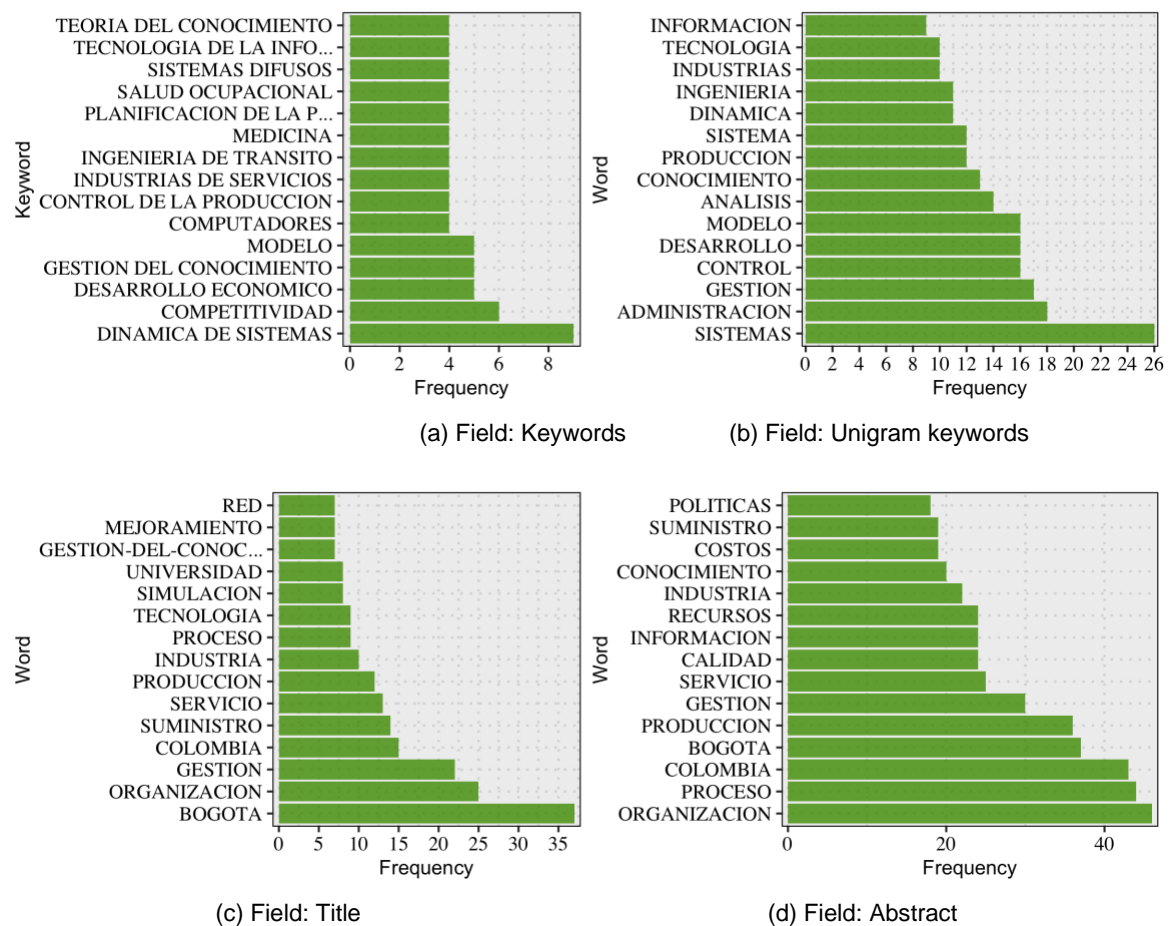 Keyword
TEORIA DEL CONOCIMIENTO
TECNOLOGIA DE LA INFO...
SISTEMAS DIFUSOS
SALUD OCUPACIONAL
PLANIFICACION DE LA P...
MEDICINA
INGENIERIA DE TRANSITO
INDUSTRIAS DE SERVICIOS
CONTROL DE LA PRODUCCION
COMPUTADORES
MODELO
GESTION DEL CONOCIMIENTO
DESARROLLO ECONOMICO
COMPETITIVIDAD
DINAMICA DE SISTEMAS
0 2 4 6 8
Frequency
(a) Field: Keywords
Word
INFORMACION
TECNOLOGIA
INDUSTRIAS
INGENIERIA
DINAMICA
SISTEMA
PRODUCCION
CONOCIMIENTO
ANALISIS
MODELO
DESARROLLO
CONTROL
GESTION
ADMINISTRACION
SISTEMAS
0 2 4 6 8 10 12 14 16 18 20 22 24 26
Frequency
(b) Field: Unigram keywords
Word
RED
MEJORAMIENTO
GESTION-DEL-CONOC...
UNIVERSIDAD
SIMULACION
TECNOLOGIA
PROCESO
INDUSTRIA
PRODUCCION
SERVICIO
SUMINISTRO
COLOMBIA
GESTION
ORGANIZACION
BOGOTA
0 5 10 15 20 25 30 35
Frequency
(c) Field: Title
Word
POLITICAS
SUMINISTRO
COSTOS
CONOCIMIENTO
INDUSTRIA
RECURSOS
INFORMACION
CALIDAD
SERVICIO
GESTION
PRODUCCION
BOGOTA
COLOMBIA
PROCESO
ORGANIZACION
0 20 40
Frequency
(d) Field: Abstract